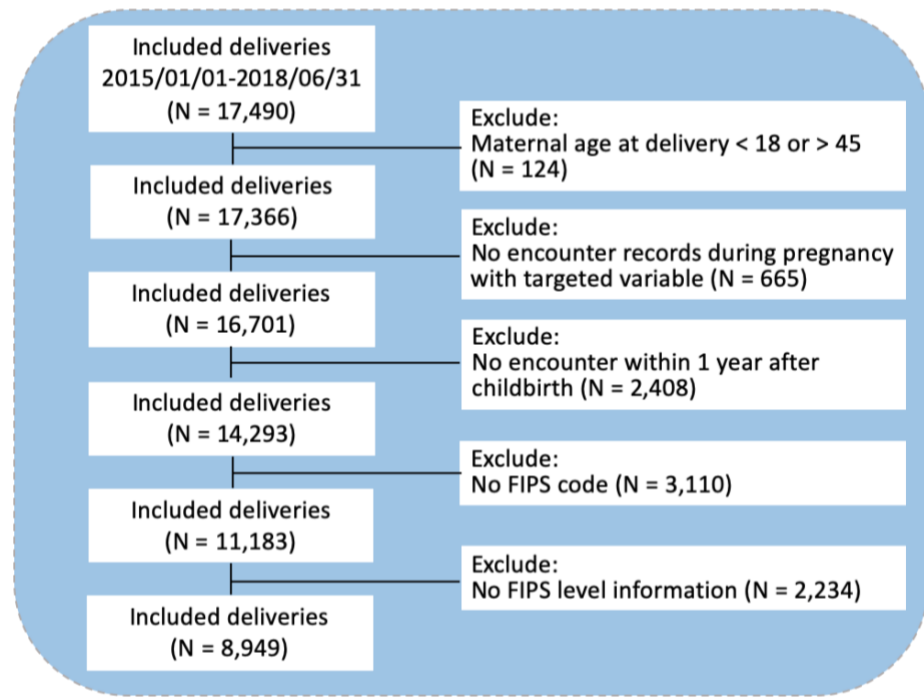 Included deliveries
2015/01/01-2018/06/31
(N = 17,490)
Exclude:
Maternal age at delivery < 18 or > 45
(N = 124)
Included deliveries
(N = 17,366)
Exclude:
No encounter records during pregnancy
with targeted variable (N = 665)
Included deliveries
(N = 16,701)
Exclude:
No encounter within 1 year after
childbirth (N = 2,408)
Included deliveries
(N = 14,293)
Exclude:
No FIPS code (N = 3,110)
Included deliveries
(N = 11,183)
Exclude:
No FIPS level information (N = 2,234)
Included deliveries
(N = 8,949)